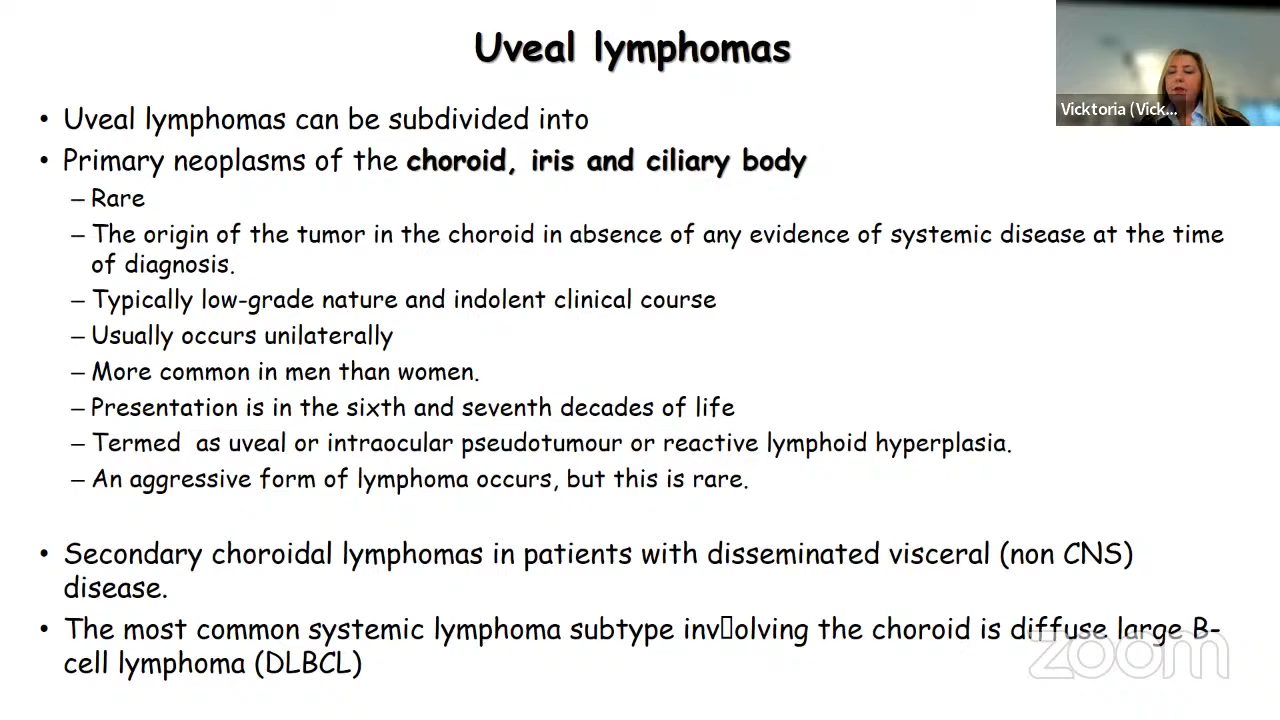 Uveal lymphomas
Vicktoria (Vick...
• Uveal lymphomas can be subdivided into
• Primary neoplasms of the choroid, iris and ciliary body
– Rare
– The origin of the tumor in the choroid in absence of any evidence of systemic disease at the time
of diagnosis.
– Typically low-grade nature and indolent clinical course
– Usually occurs unilaterally
– More common in men than women.
– Presentation is in the sixth and seventh decades of life
– Termed as uveal or intraocular pseudotumour or reactive lymphoid hyperplasia.
– An aggressive form of lymphoma occurs, but this is rare.
• Secondary choroidal lymphomas in patients with disseminated visceral (non CNS)
disease.
• The most common systemic lymphoma subtype inv▯olving the choroid is diffuse large B-
cell lymphoma (DLBCL)
zoom